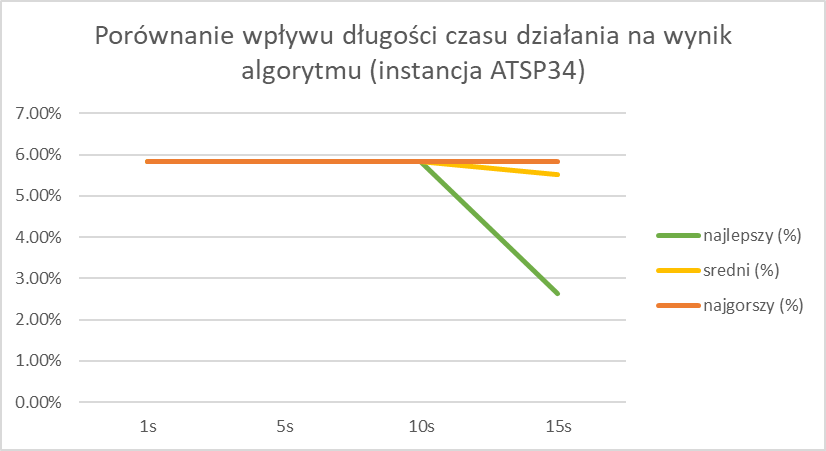 Porównanie wpływu długości czasu działania na wynik
algorytmu (instancja ATSP34)
7.00%
6.00%
5.00%
4.00%
3.00%
2.00%
1.00%
0.00%
1s
5s
10s
15s
najlepszy (%)
sredni (%)
najgorszy (%)